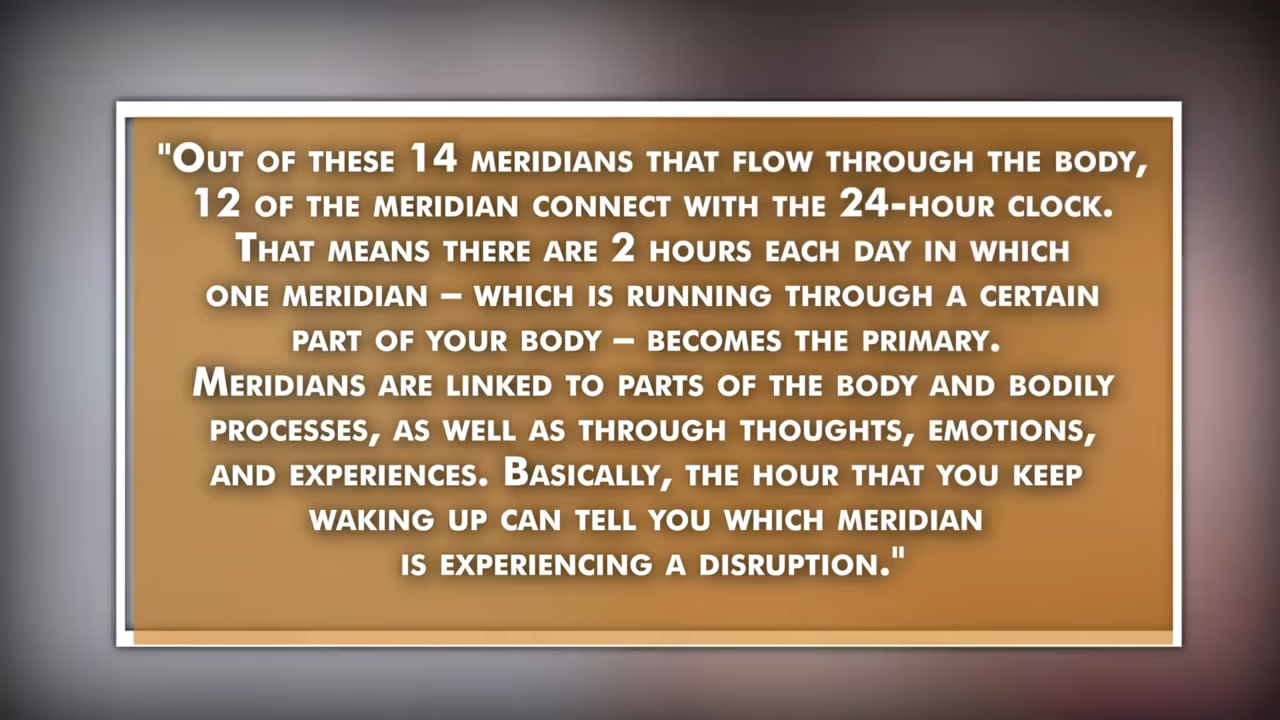 "Out of these 14 meridians that flow through the body,
12 of the meridian connect with the 24-hour clock.
That means there are 2 hours each day in which
one meridian – which is running through a certain
part of your body – becomes the primary.
Meridians are linked to parts of the body and bodily
processes, as well as through thoughts, emotions,
and experiences. Basically, the hour that you keep
waking up can tell you which meridian
is experiencing a disruption."